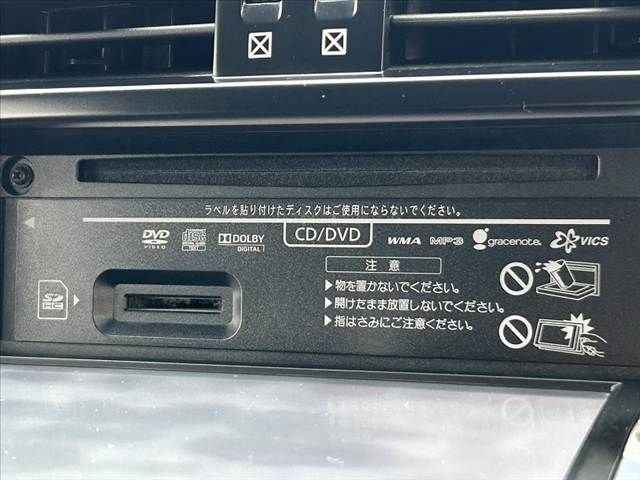 ラベルを貼り付けたディスクはご使用にならないでください。
DVD VIDEO
DISC
DOLBY DIGITAL
CD/DVD
WMA
MP3
gracenote
VICS
注 意
▶物を置かないでください。
▶開けたまま放置しないでください。
▶指はさみにご注意ください。
SD HC